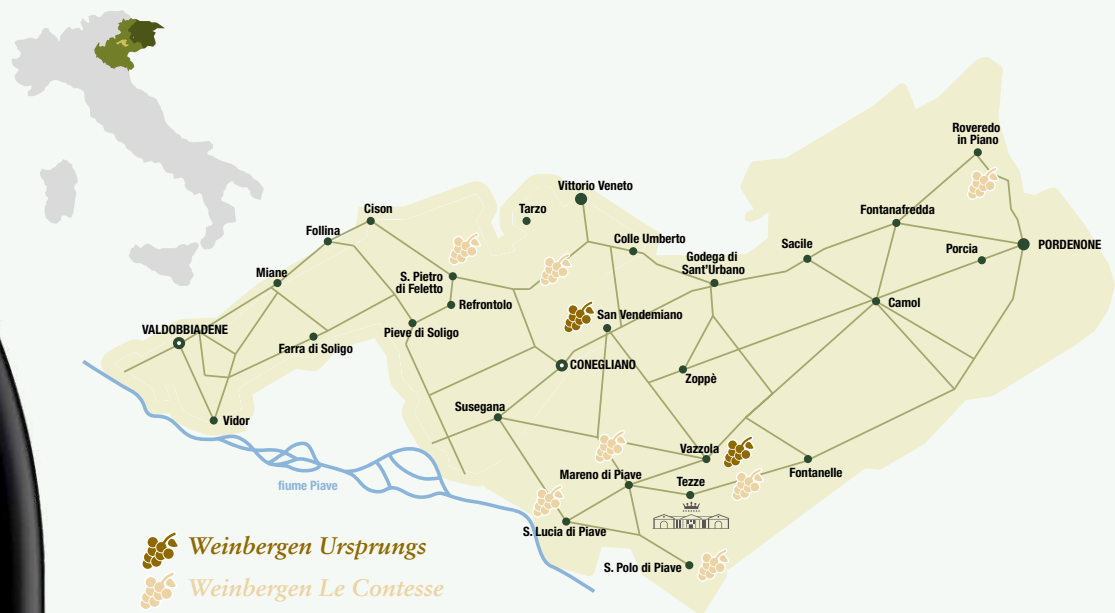 Roveredo
in Piano
Vittorio Veneto
Cison
Tarzo
Fontanafredda
Follina
Colle Umberto
Sacile
Porcia
PORDENONE
Godega di
Sant'Urbano
Miane
S. Pietro
di Feletto
Refrontolo
Camol
San Vendemiano
VALDOBBIADENE
Pieve di Soligo
Farra di Soligo
CONEGLIANO
Zoppè
Susegana
Vidor
Vazzola
Mareno di Piave
Tezze
Fontanelle
fiume Piave
S. Lucia di Piave
S. Polo di Piave
Weinbergen Ursprungs
Weinbergen Le Contesse